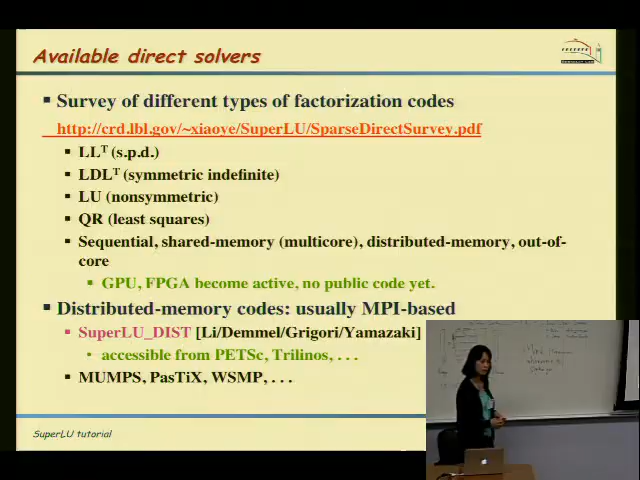 Available direct solvers
Survey of different types of factorization codes
http://crd.lbl.gov/~xiaoye/SuperLU/SparseDirectSurvey.pdf
LLᵀ (s.p.d.)
LDLᵀ (symmetric indefinite)
LU (nonsymmetric)
QR (least squares)
Sequential, shared-memory (multicore), distributed-memory, out-of-
core
GPU, FPGA become active, no public code yet.
Distributed-memory codes: usually MPI-based
SuperLU_DIST [Li/Demmel/Grigori/Yamazaki]
accessible from PETSc, Trilinos, . . .
MUMPS, PasTiX, WSMP, . . .
SuperLU tutorial